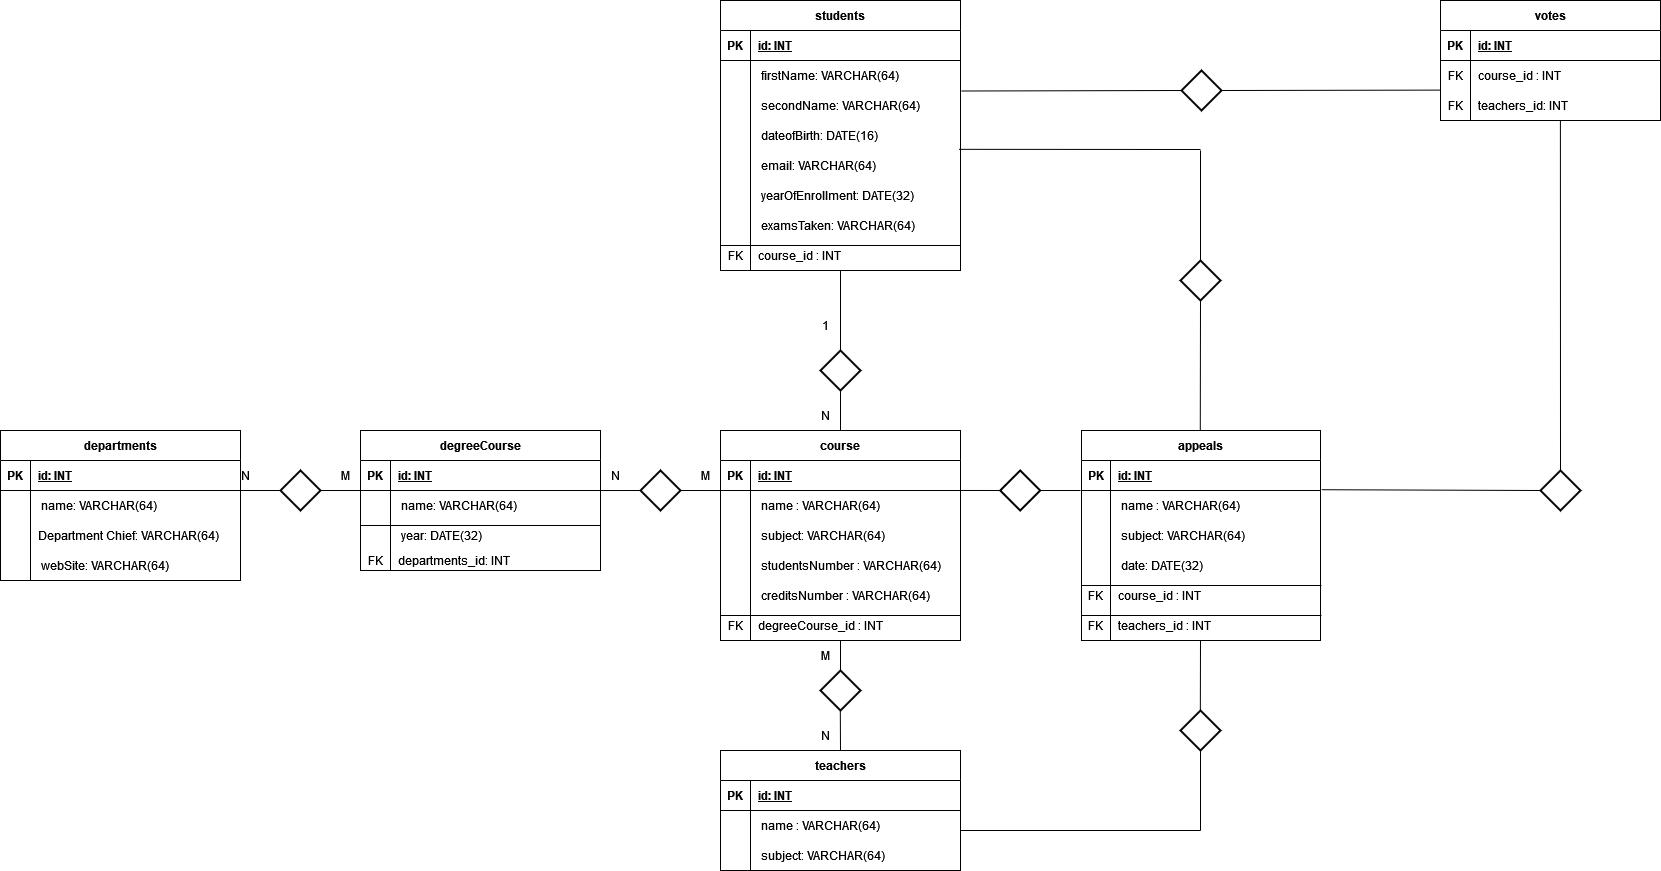 students
PK id: INT
firstName: VARCHAR(64)
secondName: VARCHAR(64)
dateofBirth: DATE(16)
email: VARCHAR(64)
yearOfEnrollment: DATE(32)
examsTaken: VARCHAR(64)
FK course_id : INT
votes
PK id: INT
FK course_id : INT
FK teachers_id: INT
1
N
departments
PK id: INT
name: VARCHAR(64)
Department Chief: VARCHAR(64)
webSite: VARCHAR(64)
N
M
degreeCourse
PK id: INT
name: VARCHAR(64)
year: DATE(32)
FK departments_id: INT
N
M
course
PK id: INT
name : VARCHAR(64)
subject: VARCHAR(64)
studentsNumber : VARCHAR(64)
creditsNumber : VARCHAR(64)
FK degreeCourse_id : INT
appeals
PK id: INT
name : VARCHAR(64)
subject: VARCHAR(64)
date: DATE(32)
FK course_id : INT
FK teachers_id : INT
M
N
teachers
PK id: INT
name : VARCHAR(64)
subject: VARCHAR(64)